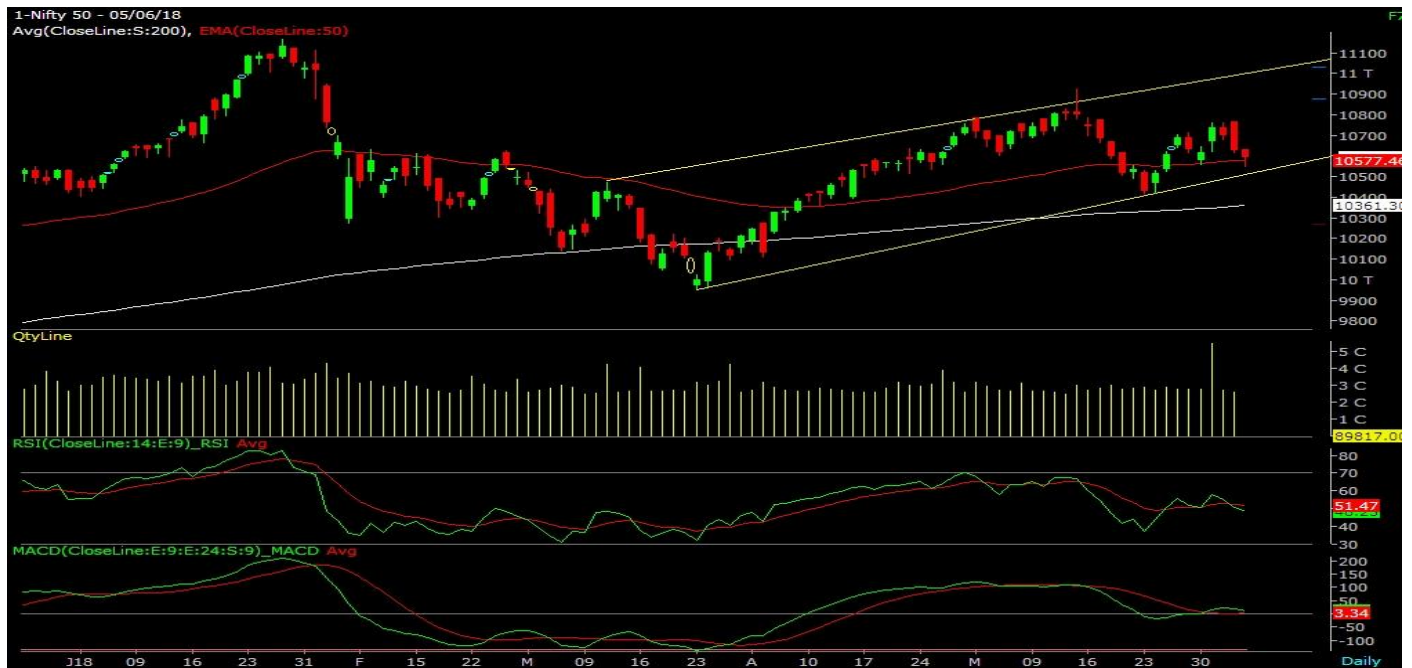 1-Nifty 50 - 05/06/18
Avg(CloseLine:S:200), EMA(CloseLine:50)
11100
11 T
10900
10800
10700
10577.46
10500
10400
10361.30
10300
10200
10100
10 T
9900
9800
QtyLine
5 C
4 C
3 C
2 C
1 C
89817.00
RSI(CloseLine:14:E:9)_RSI Avg
80
70
60
51.47
40
30
MACD(CloseLine:E:9:E:24:S:9)_MACD Avg
200
150
100
50
3.34
-50
-100
J18 09 16 23 31 F 15 22 M 09 16 23 A 10 17 24 M 09 16 23 30 Daily